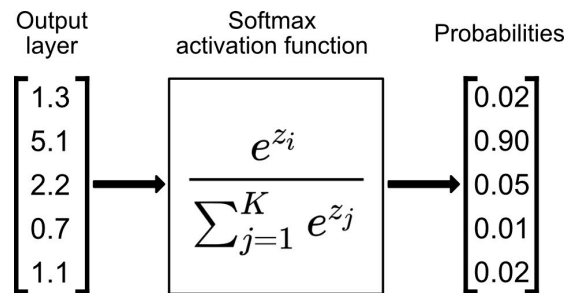 Output
layer
Softmax
activation function
Probabilities
1.3
5.1
2.2
0.7
1.1
e^{z_i}
∑_{j=1}^{K} e^{z_j}
0.02
0.90
0.05
0.01
0.02